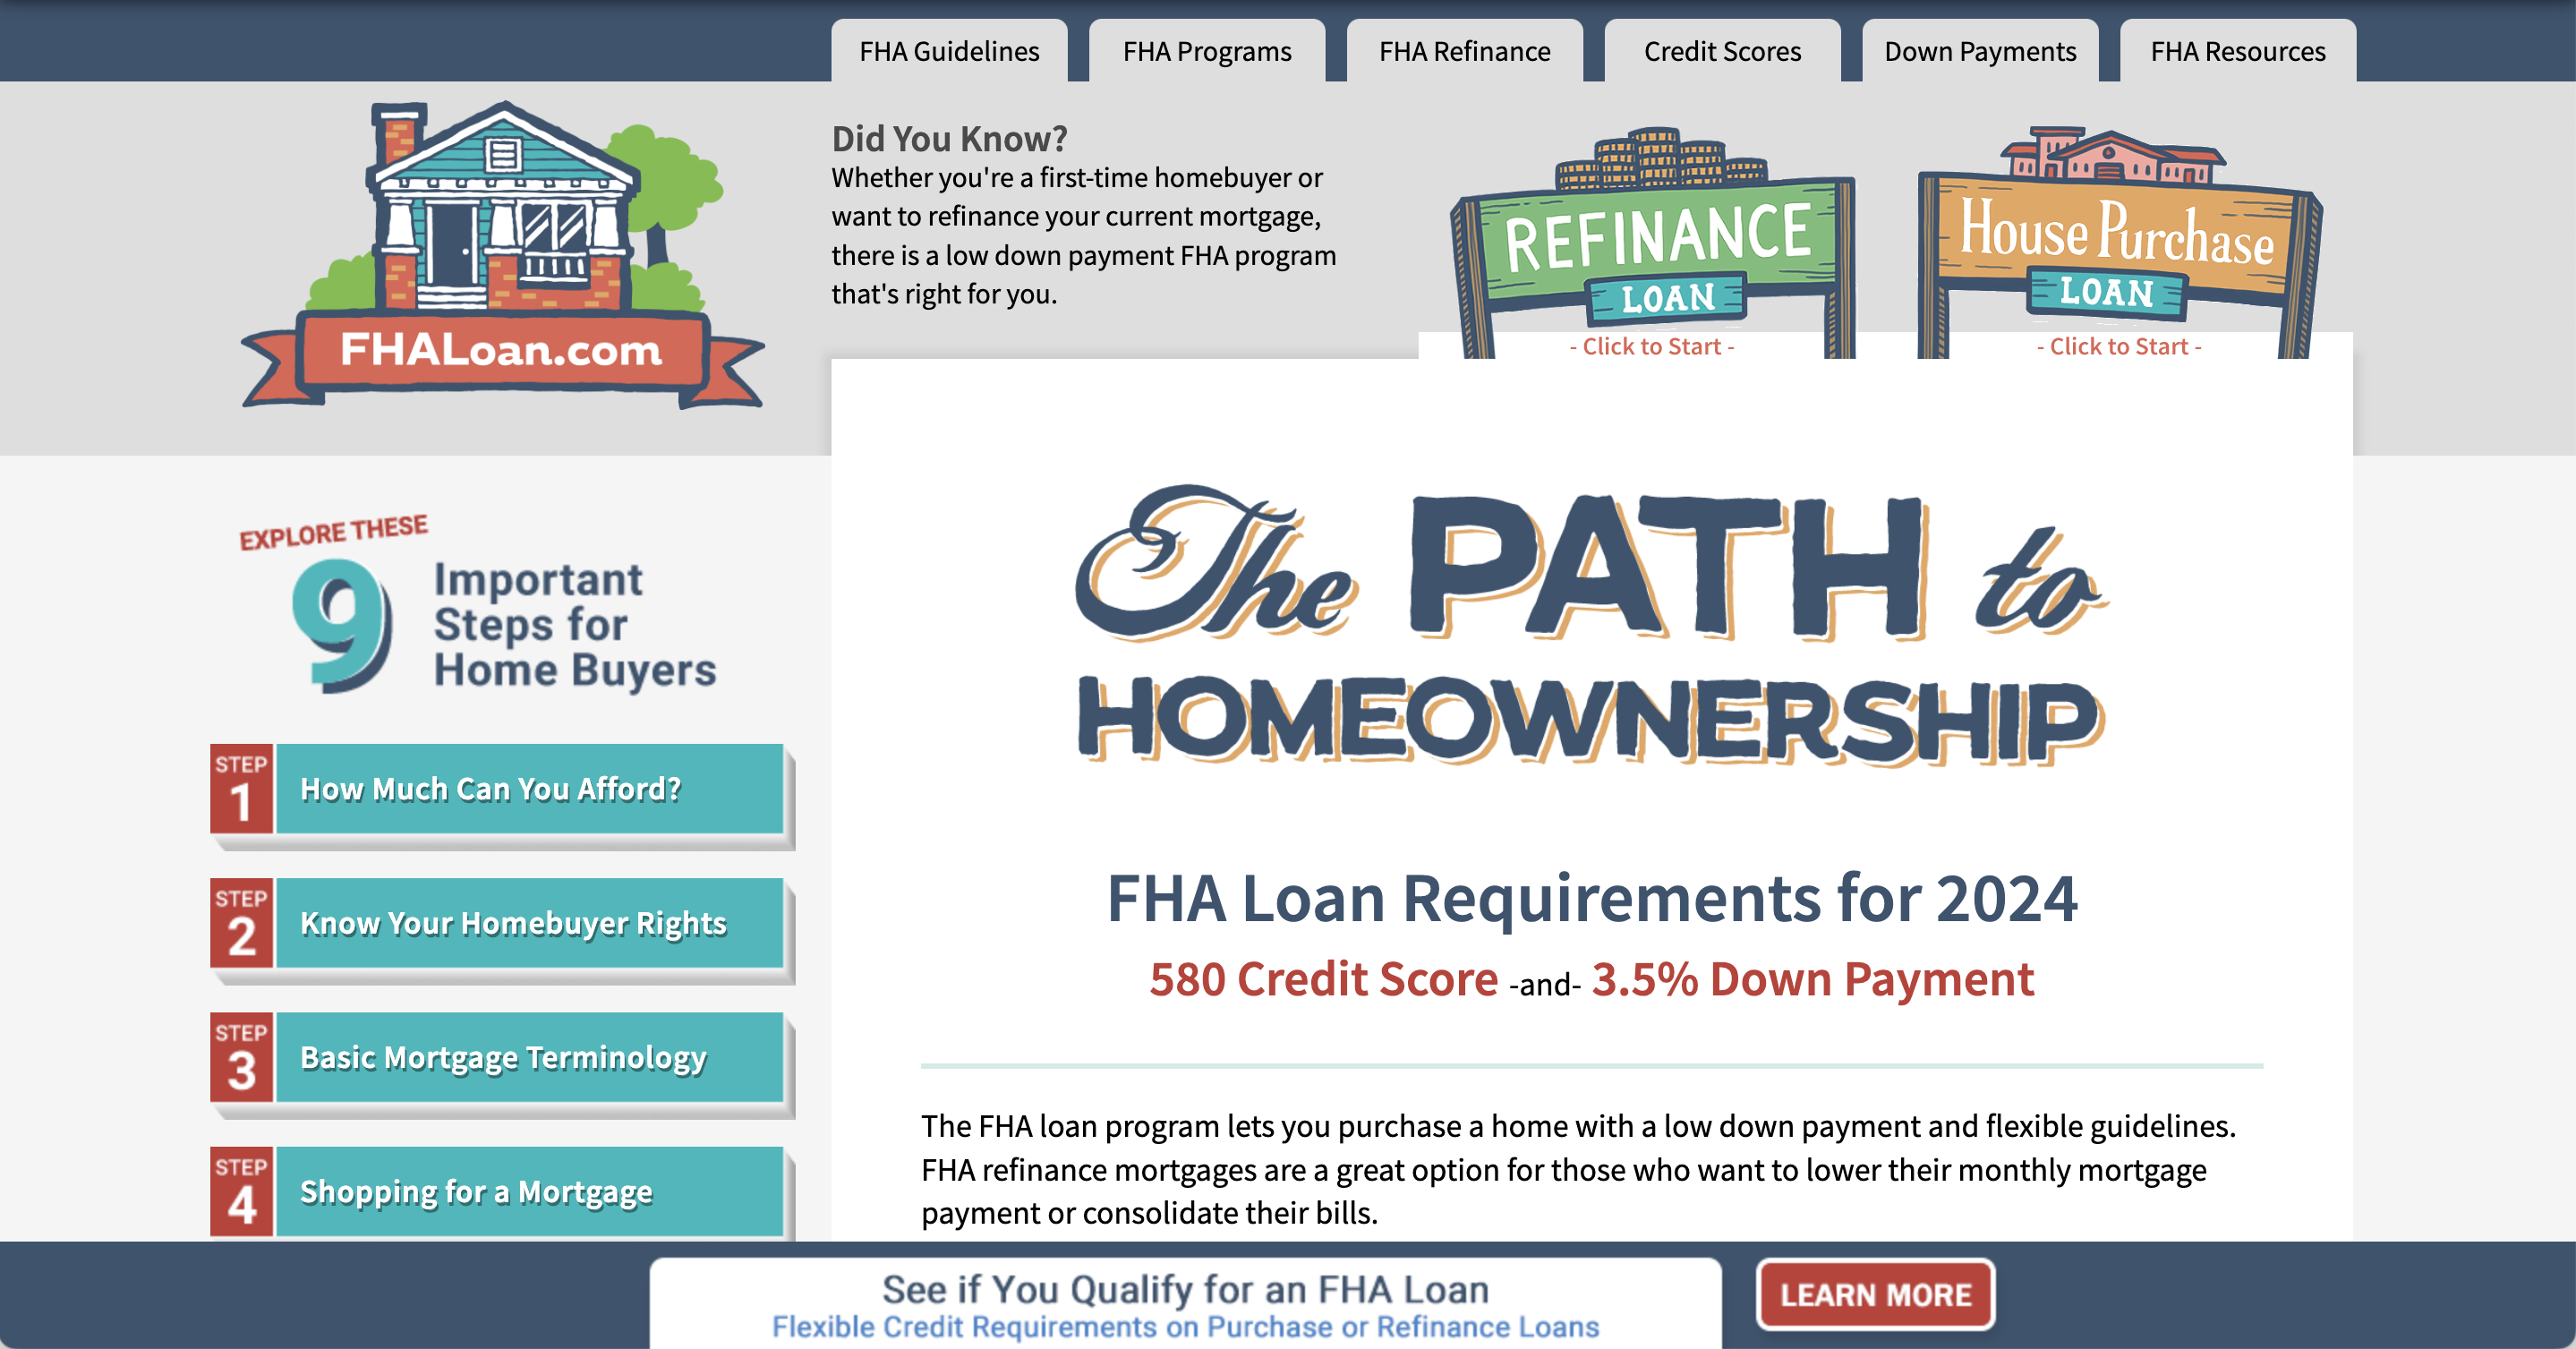 FHA Guidelines
FHA Programs
FHA Refinance
Credit Scores
Down Payments
FHA Resources
FHALoan.com
Did You Know?
Whether you're a first-time homebuyer or
want to refinance your current mortgage,
there is a low down payment FHA program
that's right for you.
REFINANCE
LOAN
- Click to Start -
House Purchase
LOAN
- Click to Start -
EXPLORE THESE
9 Important
Steps for
Home Buyers
STEP
1
How Much Can You Afford?
STEP
2
Know Your Homebuyer Rights
STEP
3
Basic Mortgage Terminology
STEP
4
Shopping for a Mortgage
The PATH to
HOMEOWNERSHIP
FHA Loan Requirements for 2024
580 Credit Score -and- 3.5% Down Payment
The FHA loan program lets you purchase a home with a low down payment and flexible guidelines.
FHA refinance mortgages are a great option for those who want to lower their monthly mortgage
payment or consolidate their bills.
See if You Qualify for an FHA Loan
Flexible Credit Requirements on Purchase or Refinance Loans
LEARN MORE